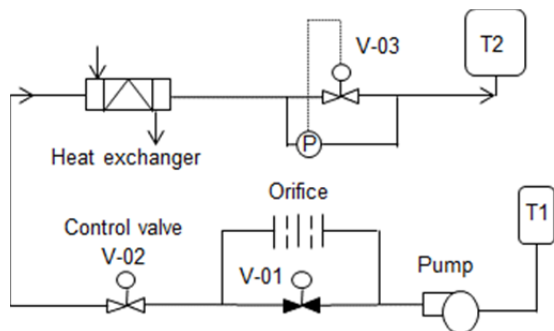 V-03
T2
P
Heat exchanger
Orifice
T1
Control valve
V-02
V-01
Pump